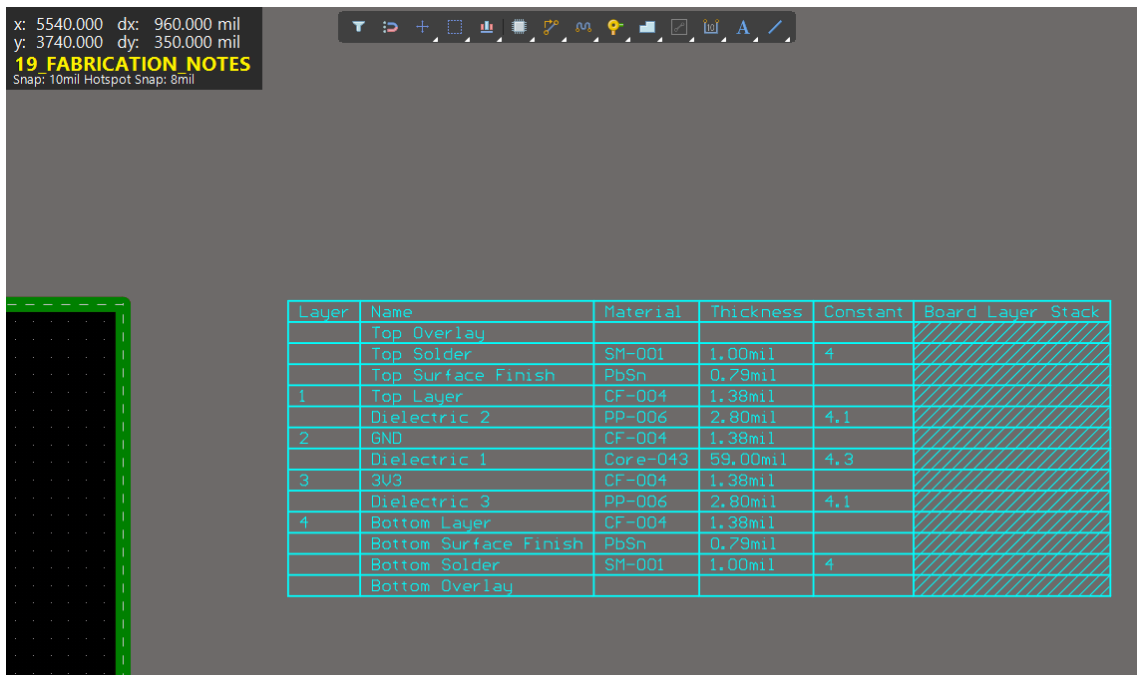 x: 5540.000 dx: 960.000 mil
y: 3740.000 dy: 350.000 mil
19_FABRICATION_NOTES
Snap: 10mil Hotspot Snap: 8mil
A
Layer Name Material Thickness Constant Board Layer Stack
Top Overlay
Top Solder SM-001 1.00mil 4
Top Surface Finish PbSn 0.79mil
1 Top Layer CF-004 1.38mil
Dielectric 2 PP-006 2.80mil 4.1
2 GND CF-004 1.38mil
Dielectric 1 Core-043 59.00mil 4.3
3 3V3 CF-004 1.38mil
Dielectric 3 PP-006 2.80mil 4.1
4 Bottom Layer CF-004 1.38mil
Bottom Surface Finish PbSn 0.79mil
Bottom Solder SM-001 1.00mil 4
Bottom Overlay